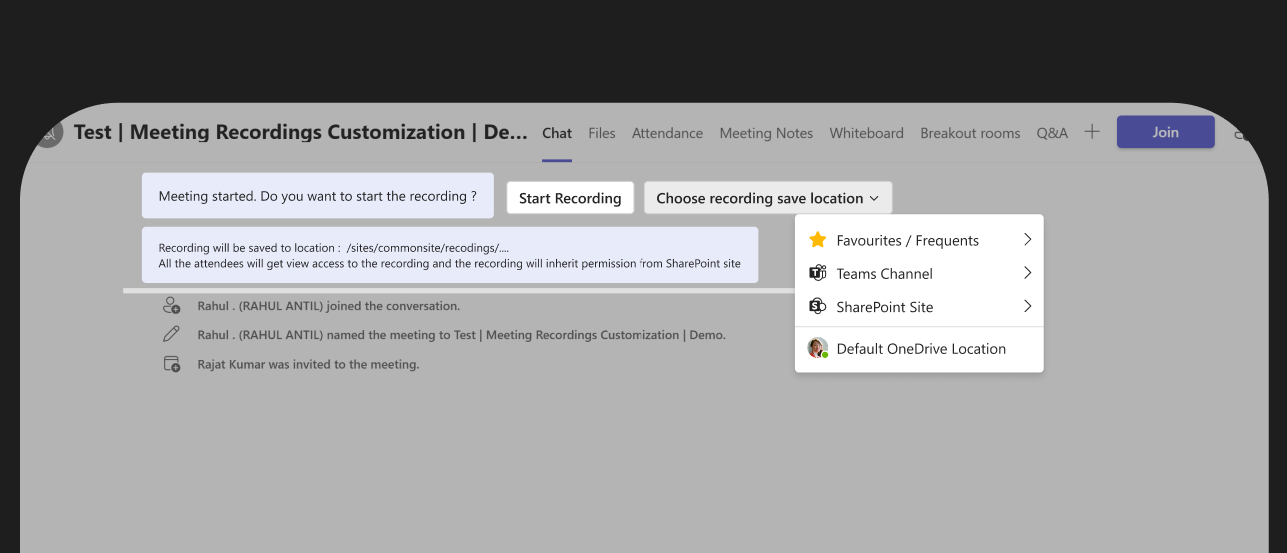 Test | Meeting Recordings Customization | De...
Chat
Files
Attendance
Meeting Notes
Whiteboard
Breakout rooms
Q&A
Join
Meeting started. Do you want to start the recording ?
Start Recording
Choose recording save location
Recording will be saved to location : /sites/commonsite/recodings/....
All the attendees will get view access to the recording and the recording will inherit permission from SharePoint site
Favourites / Frequents
Teams Channel
SharePoint Site
Default OneDrive Location
Rahul . (RAHUL ANTIL) joined the conversation.
Rahul . (RAHUL ANTIL) named the meeting to Test | Meeting Recordings Customization | Demo.
Rajat Kumar was invited to the meeting.